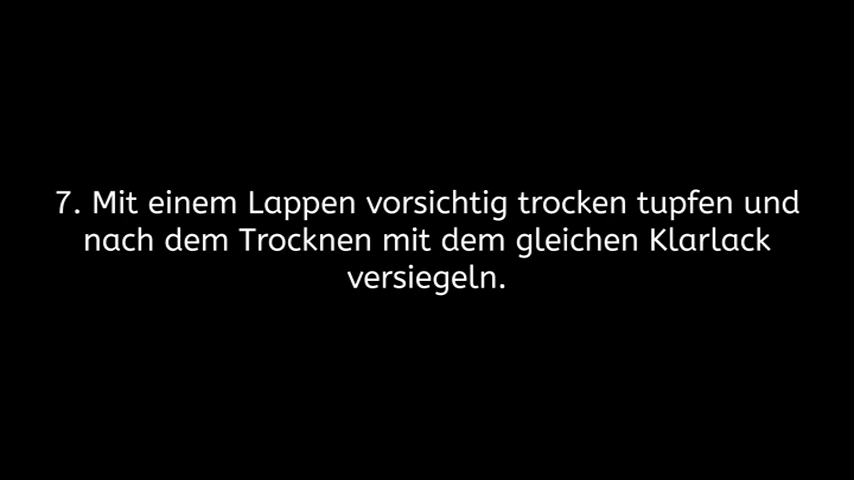 7. Mit einem Lappen vorsichtig trocken tupfen und
nach dem Trocknen mit dem gleichen Klarlack
versiegeln.